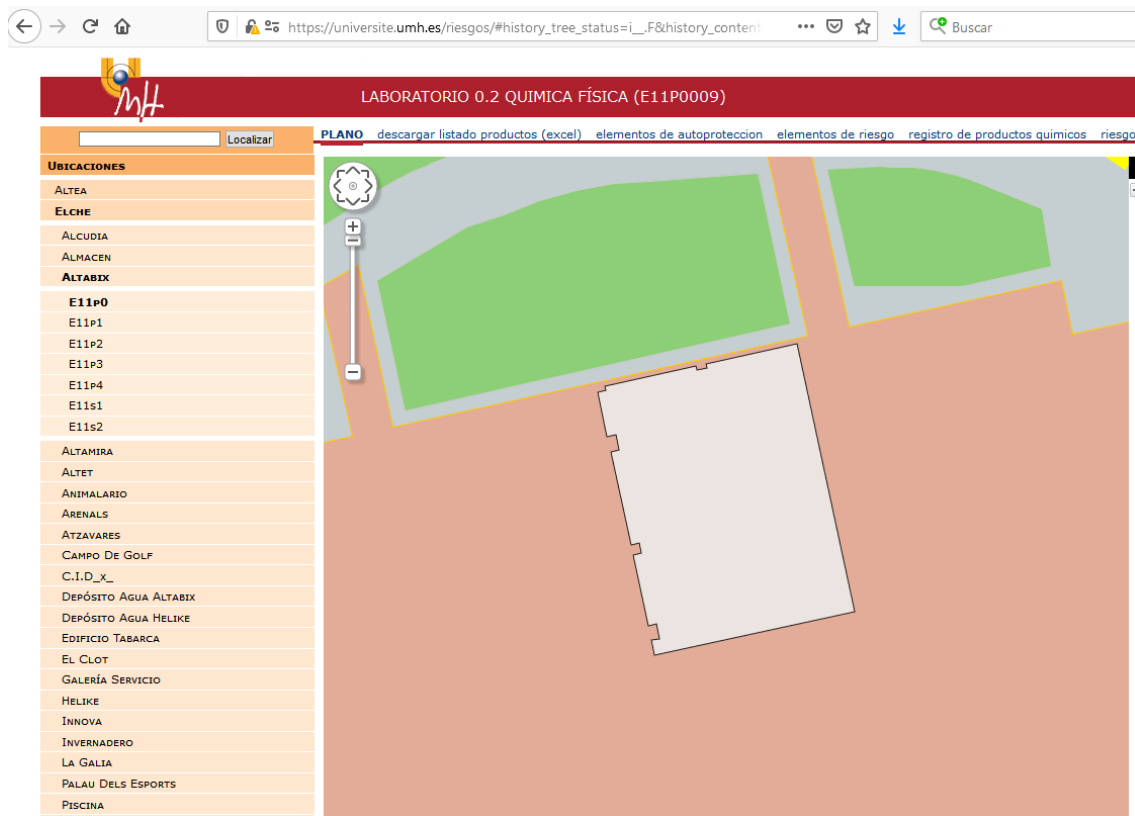 https://universite.umh.es/riesgos/#history_tree_status=i__.F&history_content
Buscar
UMH
LABORATORIO 0.2 QUIMICA FÍSICA (E11P0009)
Localizar
PLANO descargar listado productos (excel) elementos de autoproteccion elementos de riesgo registro de productos quimicos riesgo
UBICACIONES
ALTEA
ELCHE
ALCUDIA
ALMACEN
ALTABIX
E11P0
E11P1
E11P2
E11P3
E11P4
E11S1
E11S2
ALTAMIRA
ALTET
ANIMALARIO
ARENALS
ATZAVARES
CAMPO DE GOLF
C.I.D_X_
DEPÓSITO AGUA ALTABIX
DEPÓSITO AGUA HELIKE
EDIFICIO TABARCA
EL CLOT
GALERÍA SERVICIO
HELIKE
INNOVA
INVERNADERO
LA GALIA
PALAU DELS ESPORTS
PISCINA